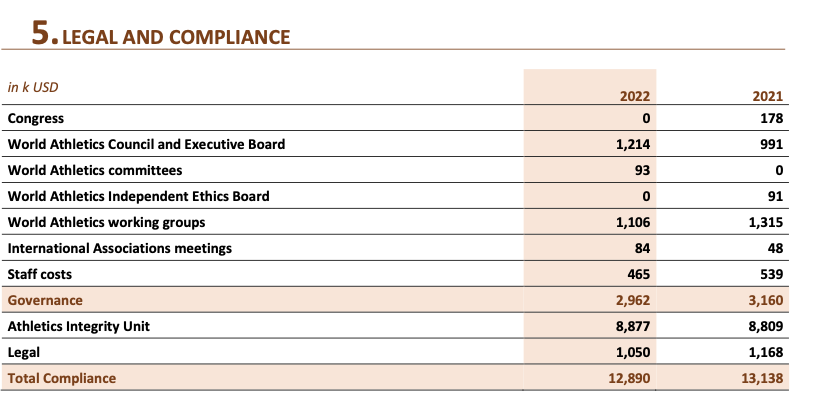 5. LEGAL AND COMPLIANCE
in k USD
2022 2021
Congress 0 178
World Athletics Council and Executive Board 1,214 991
World Athletics committees 93 0
World Athletics Independent Ethics Board 0 91
World Athletics working groups 1,106 1,315
International Associations meetings 84 48
Staff costs 465 539
Governance 2,962 3,160
Athletics Integrity Unit 8,877 8,809
Legal 1,050 1,168
Total Compliance 12,890 13,138